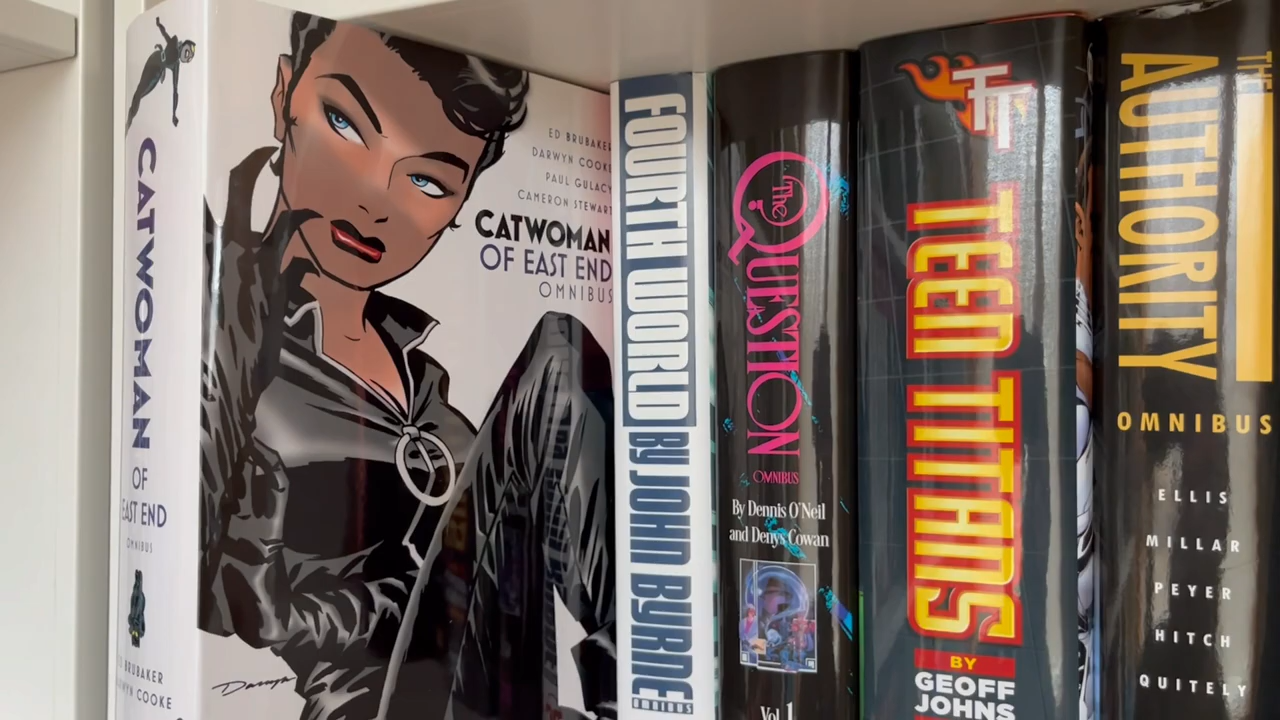 CATWOMAN
OF
EAST END
OMNIBUS
ED BRUBAKER
DARWYN COOKE
ED BRUBAKER
DARWYN COOKE
PAUL GULACY
CAMERON STEWART
CATWOMAN
OF EAST END
OMNIBUS
FOURTH WORLD BY JOHN BYRNE
OMNIBUS
The QUESTION
OMNIBUS
By Dennis O'Neil
and Denys Cowan
Vol. 1
TT
TEEN TITANS
BY
GEOFF
JOHNS
THE
AUTHORITY
OMNIBUS
ELLIS
MILLAR
PEYER
HITCH
QUITELY